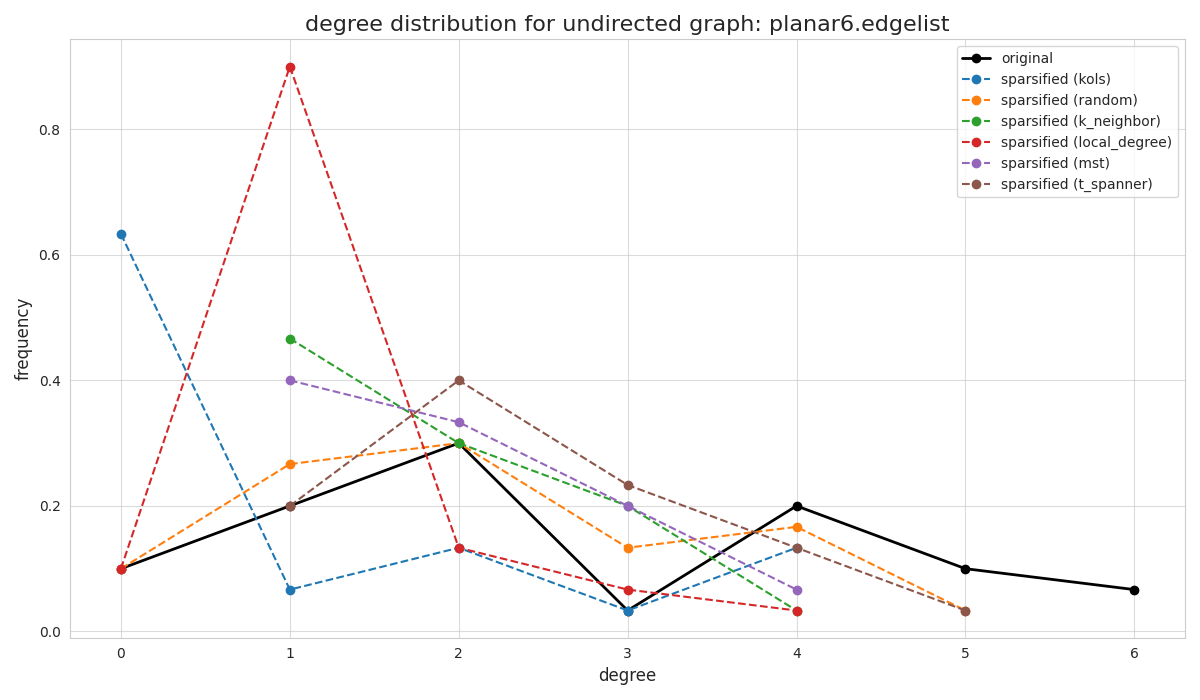 degree distribution for undirected graph: planar6.edgelist
original
sparsified (kols)
sparsified (random)
sparsified (k_neighbor)
sparsified (local_degree)
sparsified (mst)
sparsified (t_spanner)
frequency
0.8
0.6
0.4
0.2
0.0
0 1 2 3 4 5 6
degree